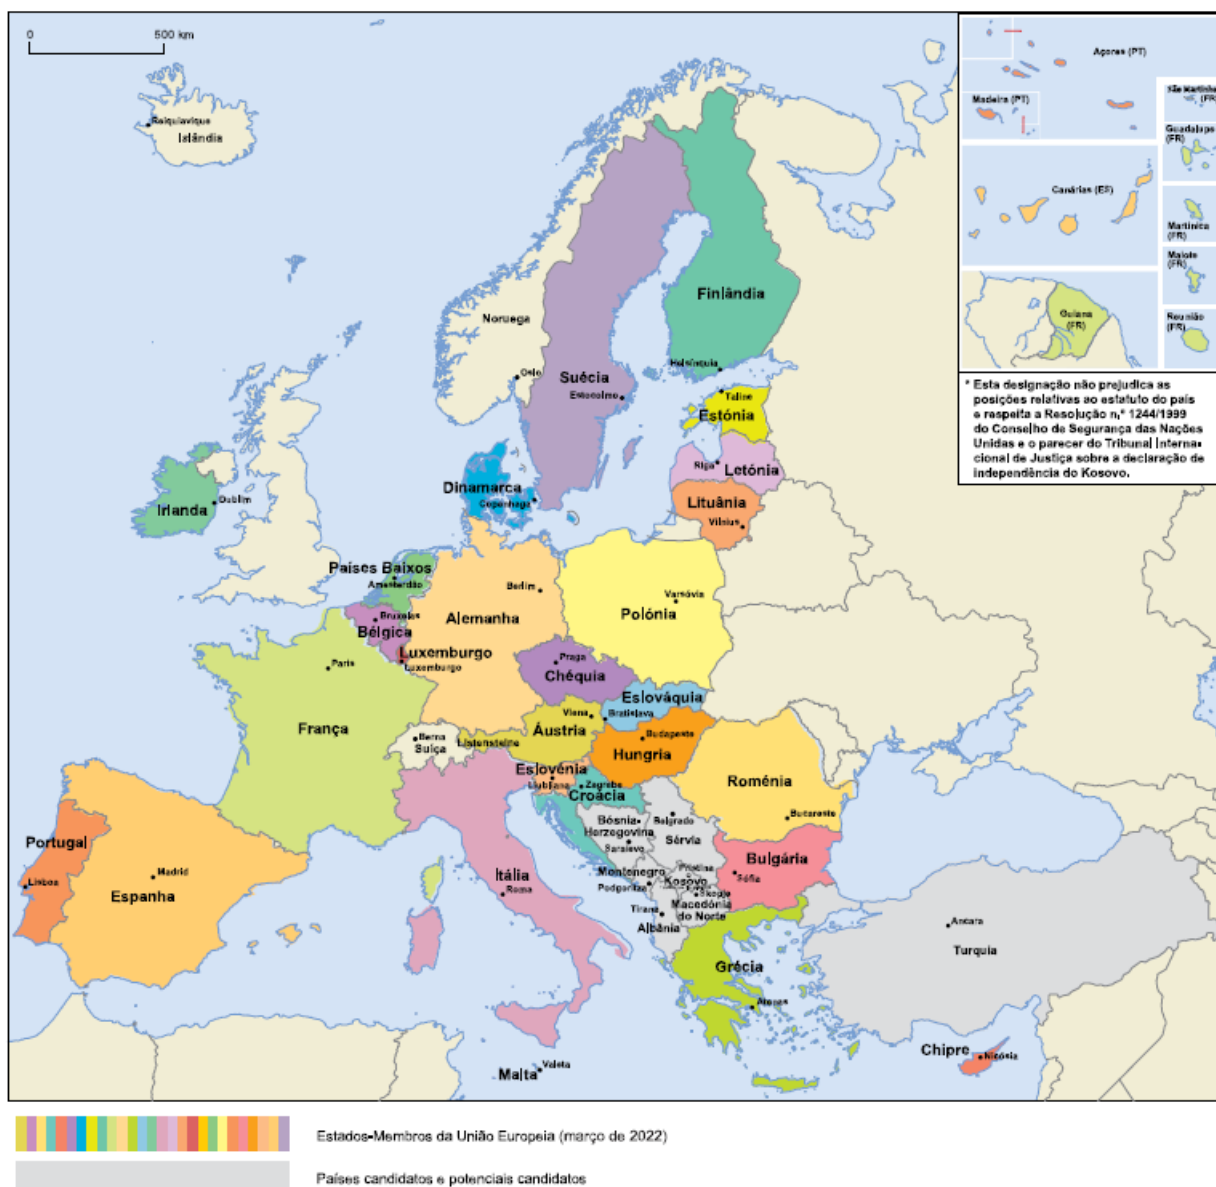 0 500 km
Reiquiavique
Islândia
Açores (PT)
Madeira (PT)
São Martinho
(FR)
Guadalupe
(FR)
Canárias (ES)
Martinica
(FR)
Maiote
(FR)
Guiana
(FR)
Reunião
(FR)
* Esta designação não prejudica as
posições relativas ao estatuto do país
e respeita a Resolução n.º 1244/1999
do Conselho de Segurança das Nações
Unidas e o parecer do Tribunal Interna-
cional de Justiça sobre a declaração de
independência do Kosovo.
Finlândia
Noruega
Helsínquia
Oslo
Suécia
Estocolmo
Taline
Estónia
Riga
Letónia
Dinamarca
Copenhaga
Lituânia
Vilnius
Dublim
Irlanda
Países Baixos
Amesterdão
Berlim
Varsóvia
Polónia
Alemanha
Bruxelas
Bélgica
Luxemburgo
Luxemburgo
Paris
Praga
Chéquia
Eslováquia
Bratislava
Viena
Áustria
França
Berna
Suíça
Listenstaine
Budapeste
Hungria
Eslovénia
Liubliana
Zagrebe
Croácia
Roménia
Bucareste
Bósnia-
Herzegovina
Saraievo
Belgrado
Sérvia
Portugal
Lisboa
Madrid
Espanha
Itália
Roma
Montenegro
Podgoritsa
Pristina
Kosovo
Bulgária
Sófia
Skopje
Macedónia
do Norte
Tirana
Albânia
Ancara
Turquia
Grécia
Atenas
Chipre
Nicósia
Malta
Valeta
Estados-Membros da União Europeia (março de 2022)
Países candidatos e potenciais candidatos